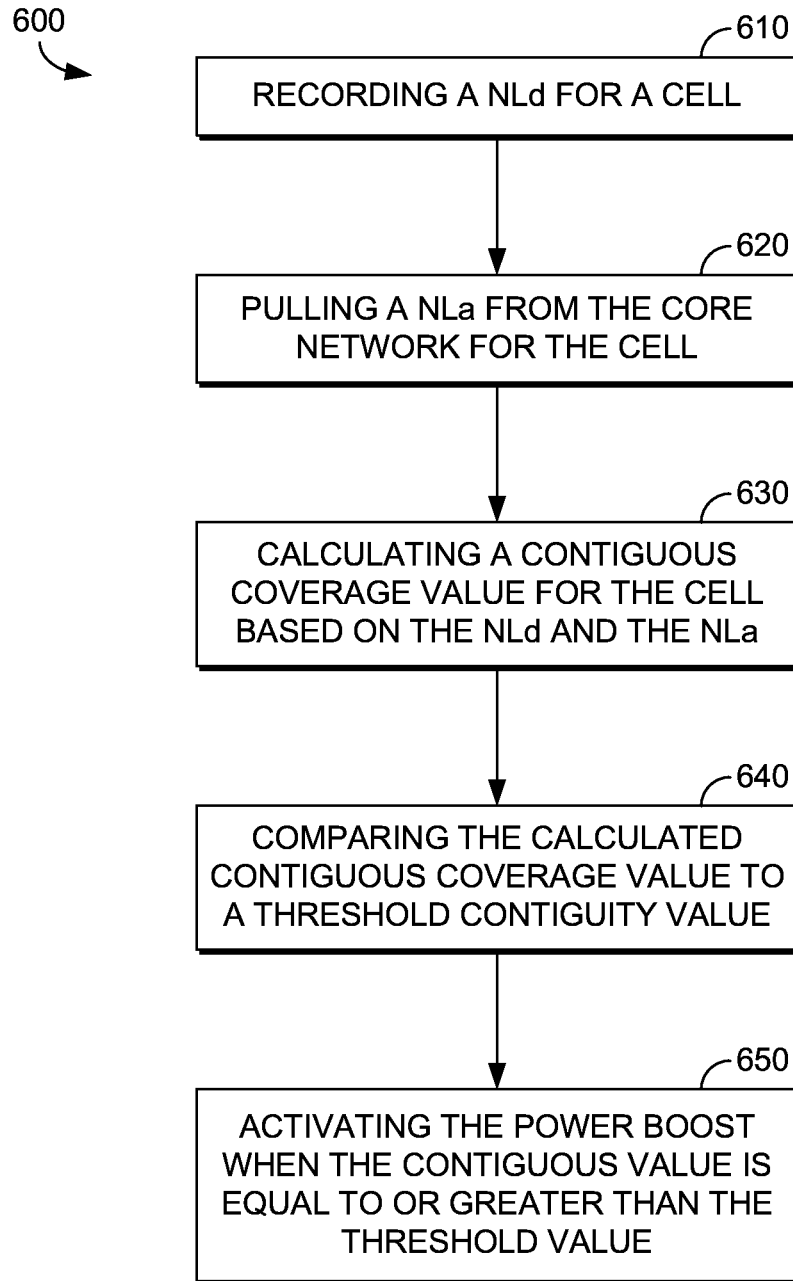 600
610
RECORDING A NLd FOR A CELL
620
PULLING A NLa FROM THE CORE
NETWORK FOR THE CELL
630
CALCULATING A CONTIGUOUS
COVERAGE VALUE FOR THE CELL
BASED ON THE NLd AND THE NLa
640
COMPARING THE CALCULATED
CONTIGUOUS COVERAGE VALUE TO
A THRESHOLD CONTIGUITY VALUE
650
ACTIVATING THE POWER BOOST
WHEN THE CONTIGUOUS VALUE IS
EQUAL TO OR GREATER THAN THE
THRESHOLD VALUE